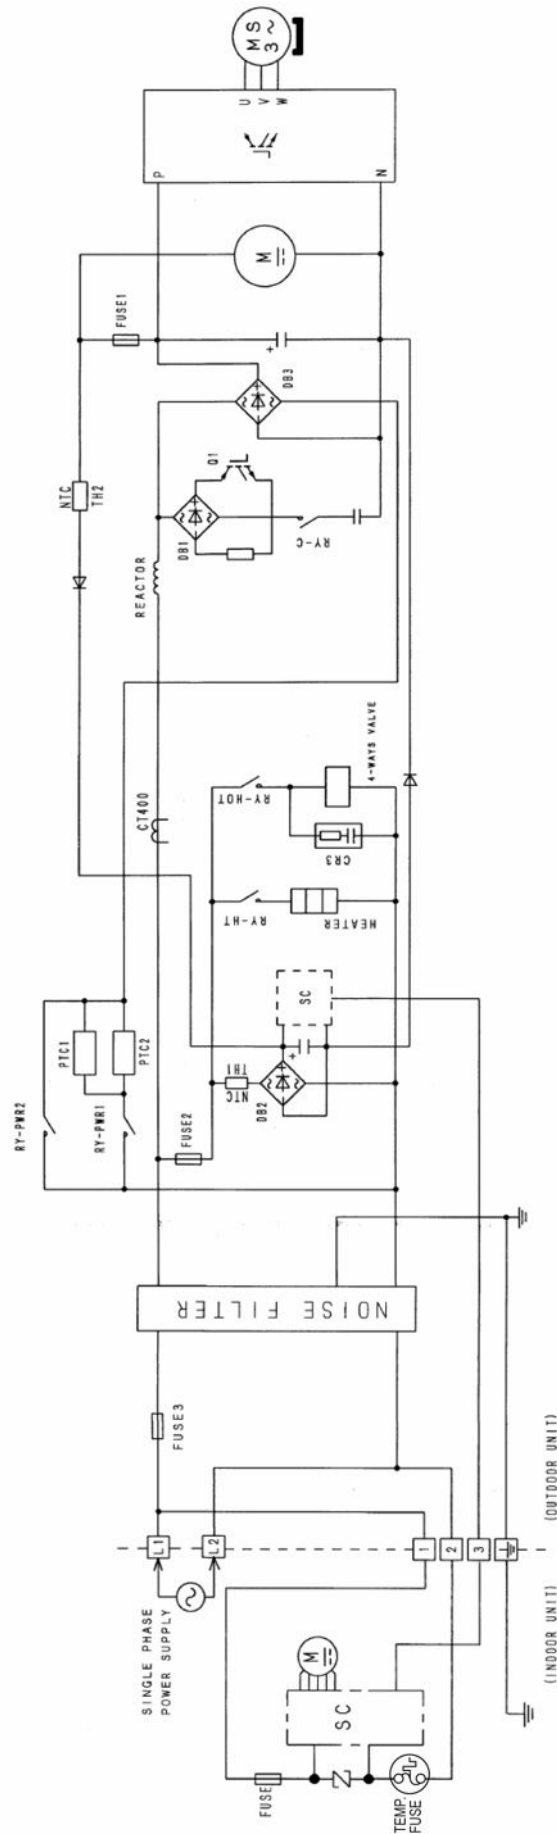 MS
3 ~
U
V
W
P
N
M
FUSE1
+
DB3
NTC
TH2
Q1
DB1
RY-C
REACTOR
4-WAYS VALVE
RY-HOT
CR3
CT400
RY-HT
HEATER
SC
+
NTC
TH1
DB2
FUSE2
PTC1
PTC2
RY-PWR2
RY-PWR1
NOISE FILTER
FUSE3
L1
L2
1
2
3
SINGLE PHASE
POWER SUPPLY
(OUTDOOR UNIT)
(INDOOR UNIT)
M
SC
FUSE
TEMP.
FUSE